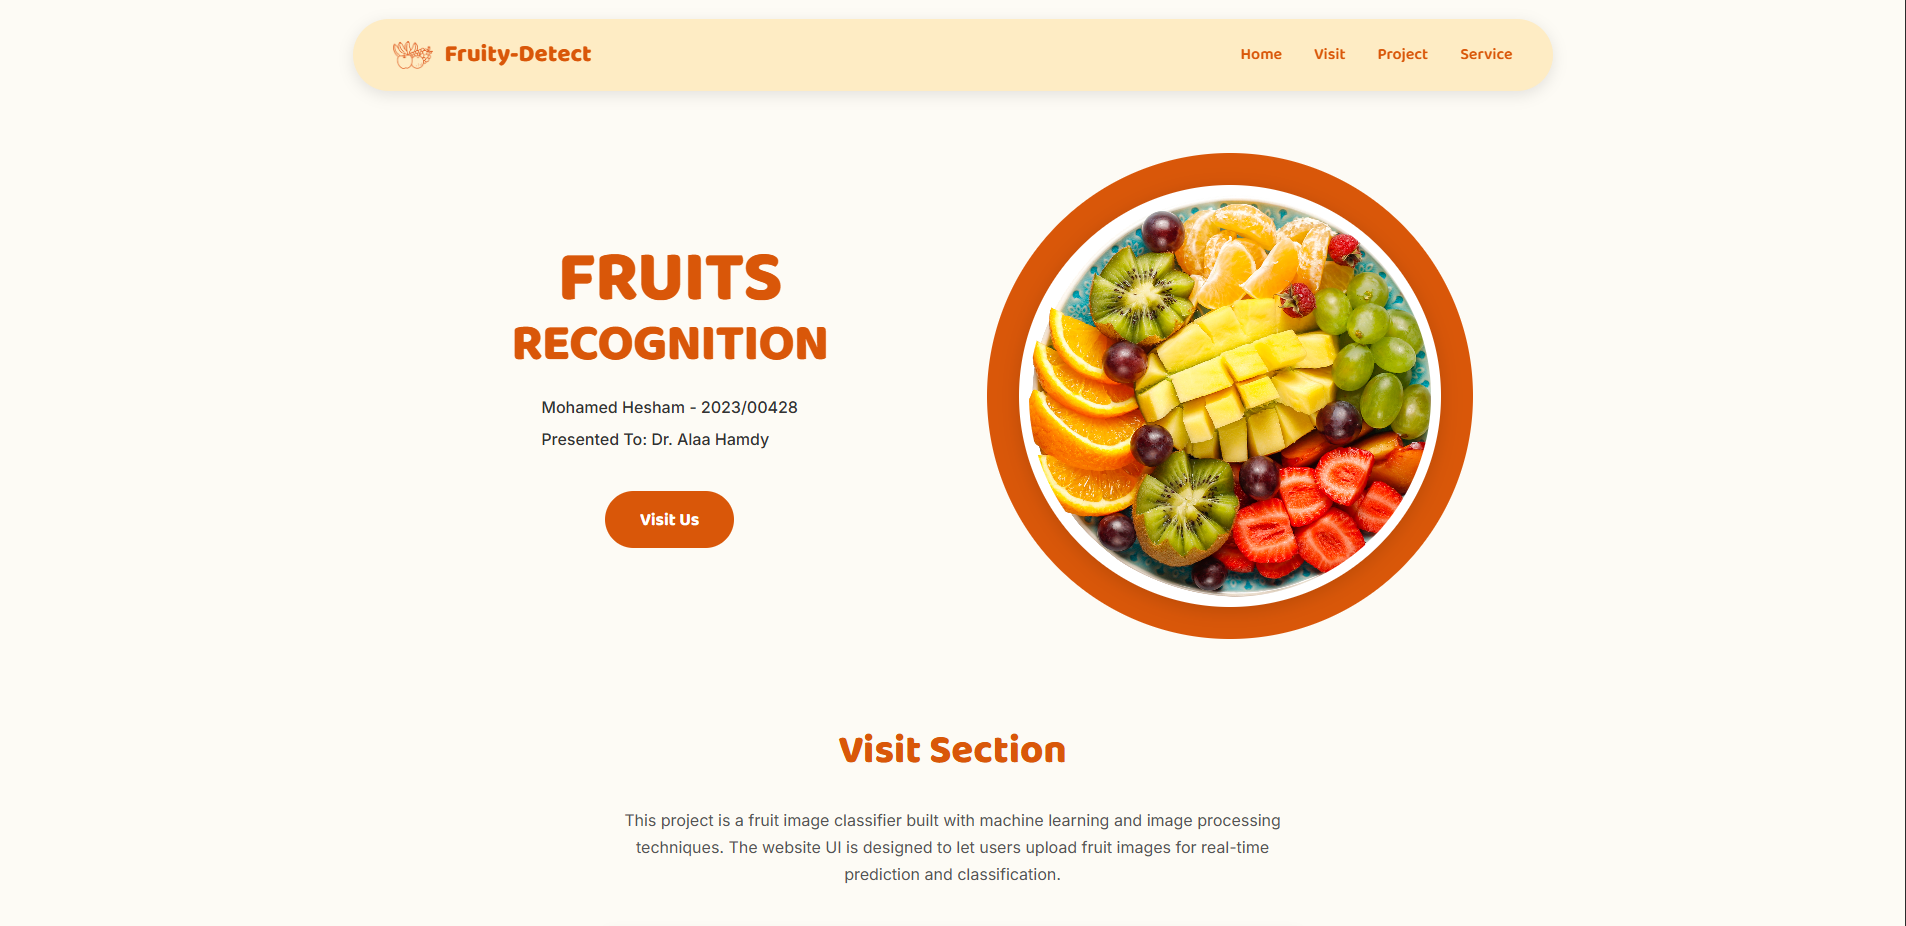 Fruity-Detect
Home Visit Project Service
FRUITS
RECOGNITION
Mohamed Hesham - 2023/00428
Presented To: Dr. Alaa Hamdy
Visit Us
Visit Section
This project is a fruit image classifier built with machine learning and image processing
techniques. The website UI is designed to let users upload fruit images for real-time
prediction and classification.